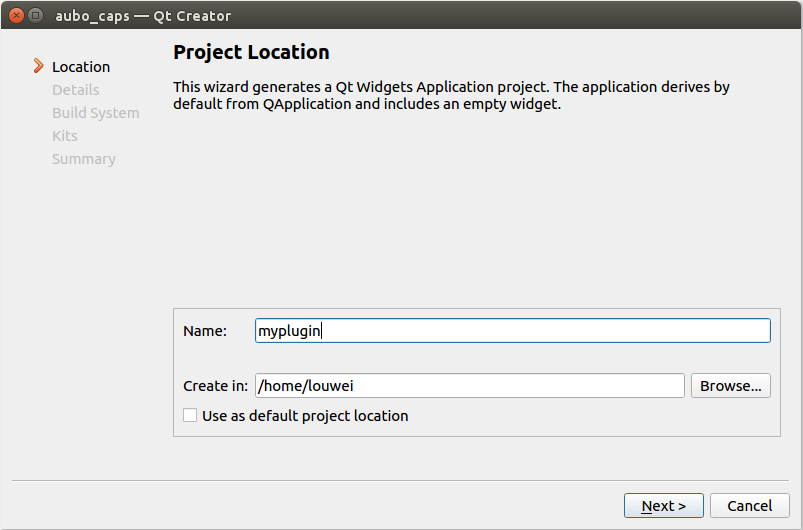 aubo_caps — Qt Creator
Location
Details
Build System
Kits
Summary
Project Location
This wizard generates a Qt Widgets Application project. The application derives by
default from QApplication and includes an empty widget.
Name: myplugin
Create in: /home/louwei Browse...
Use as default project location
Next > Cancel